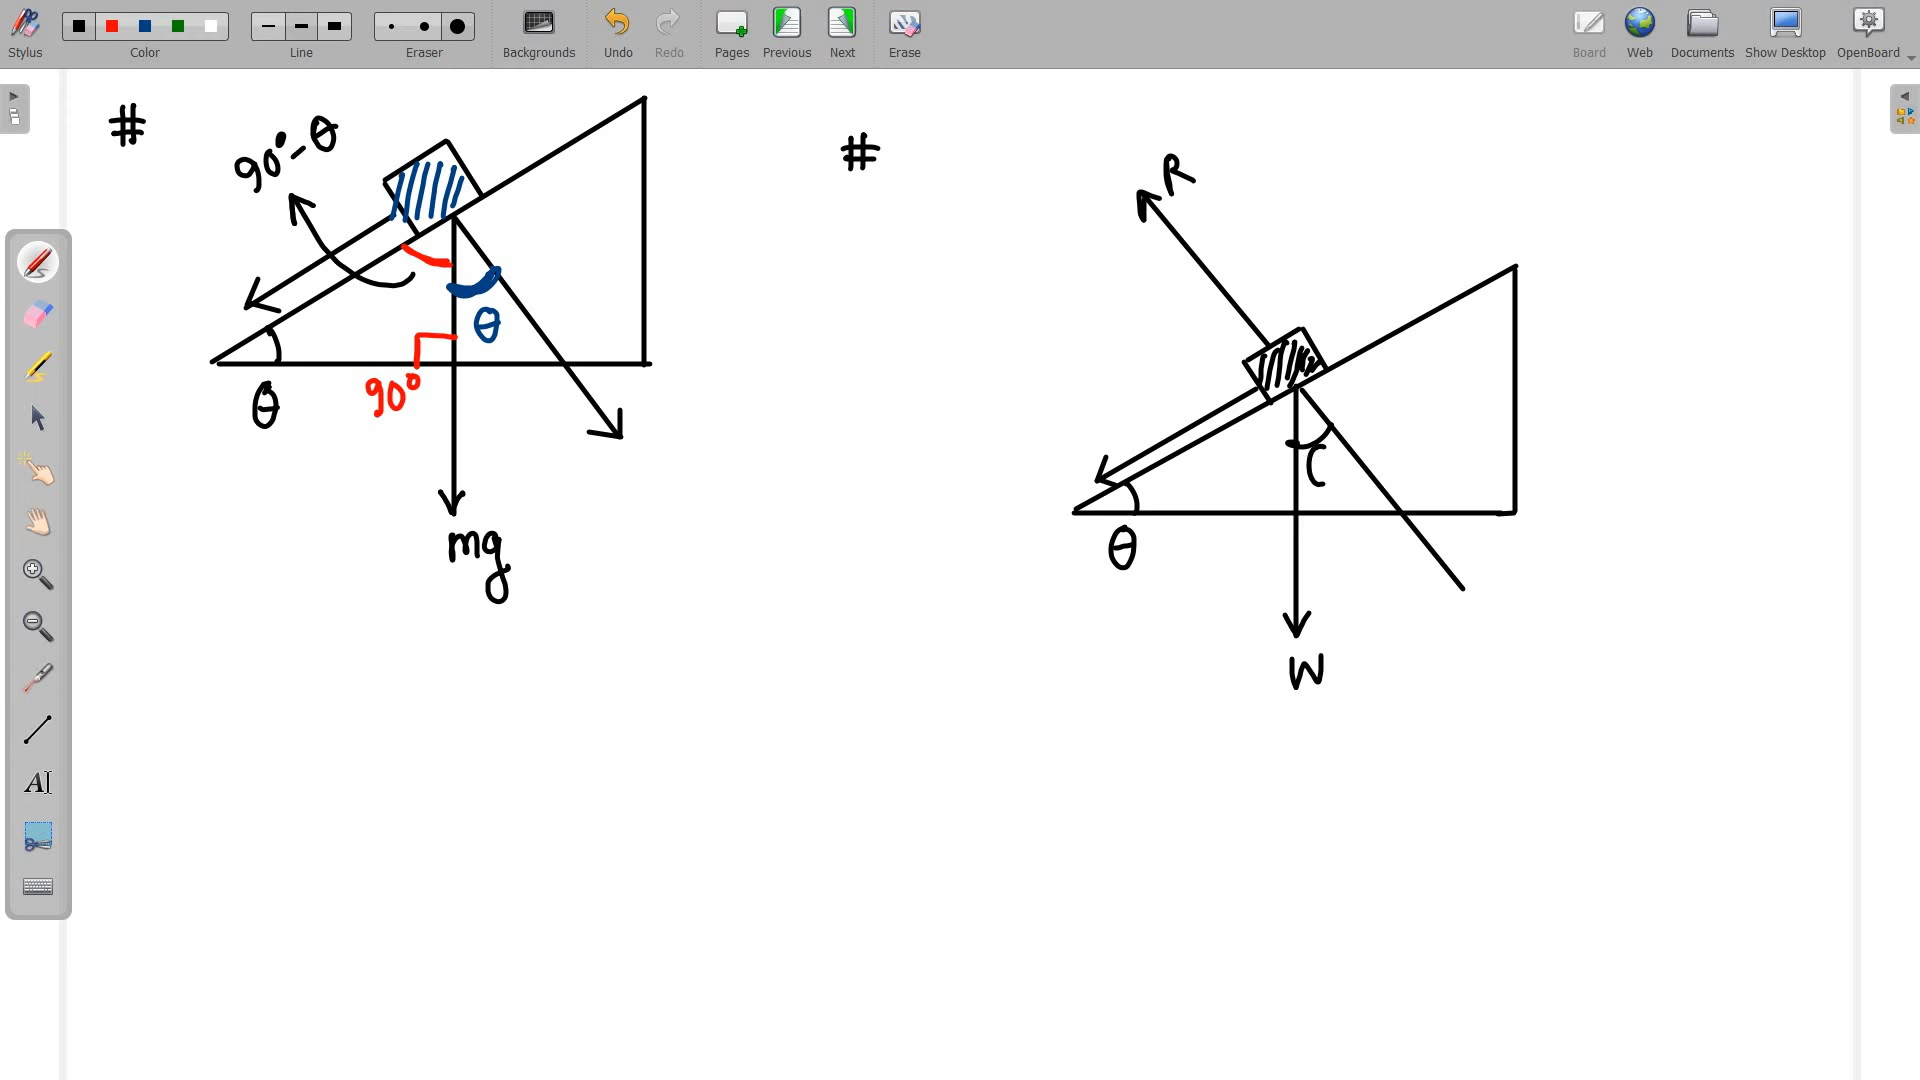 Stylus
Color
Line
Eraser
Backgrounds
Undo
Redo
Pages
Previous
Next
Erase
Board
Web
Documents
Show Desktop
OpenBoard
#
90°-θ
θ
90°
θ
mg
#
R
θ
W
AI